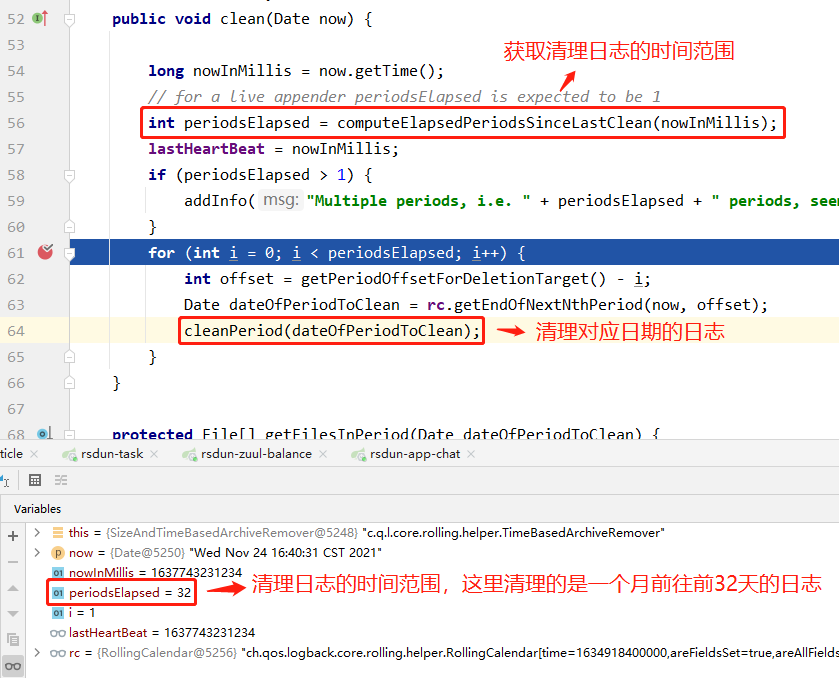 52 public void clean(Date now) {
53
获取清理日志的时间范围
54 long nowInMillis = now.getTime();
55 // for a live appender periodsElapsed is expected to be 1
56 int periodsElapsed = computeElapsedPeriodsSinceLastClean(nowInMillis);
57 lastHeartBeat = nowInMillis;
58 if (periodsElapsed > 1) {
59 addInfo( msg: "Multiple periods, i.e. " + periodsElapsed + " periods, seem
60 }
61 for (int i = 0; i < periodsElapsed; i++) {
62 int offset = getPeriodOffsetForDeletionTarget() - i;
63 Date dateOfPeriodToClean = rc.getEndOfNextNthPeriod(now, offset);
64 cleanPeriod(dateOfPeriodToClean); 清理对应日期的日志
65 }
66 }
67
68 protected File[] getFilesInPeriod(Date dateOfPeriodToClean) {
ticle × rsdun-task × rsdun-zuul-balance × rsdun-app-chat ×
Variables
this = {SizeAndTimeBasedArchiveRemover@5248} "c.q.l.core.rolling.helper.TimeBasedArchiveRemover"
p now = {Date@5250} "Wed Nov 24 16:40:31 CST 2021"
01 nowInMillis = 1637743231234
01 periodsElapsed = 32 清理日志的时间范围，这里清理的是一个月前往前32天的日志
01 i = 1
lastHeartBeat = 1637743231234
rc = {RollingCalendar@5256} "ch.qos.logback.core.rolling.helper.RollingCalendar[time=1634918400000,areFieldsSet=true,areAllFields